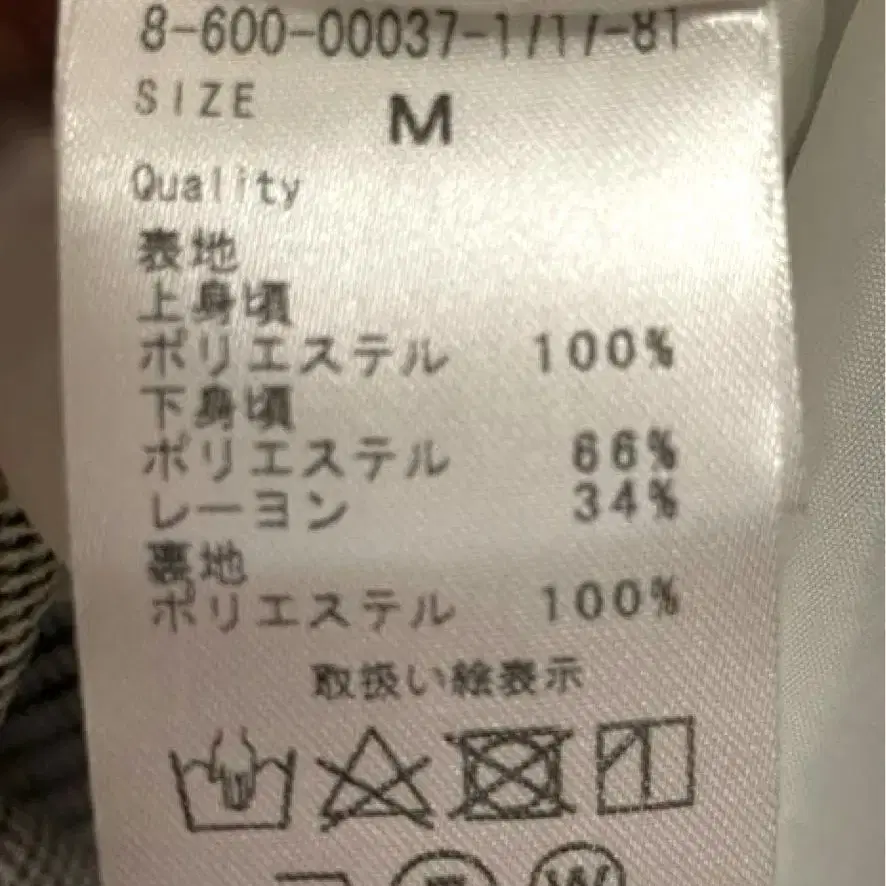 8-600-00037-1717-81
SIZE M
Quality
表地
上身頃
ポリエステル 100%
下身頃
ポリエステル 66%
レーヨン 34%
裏地
ポリエステル 100%
取扱い絵表示
W